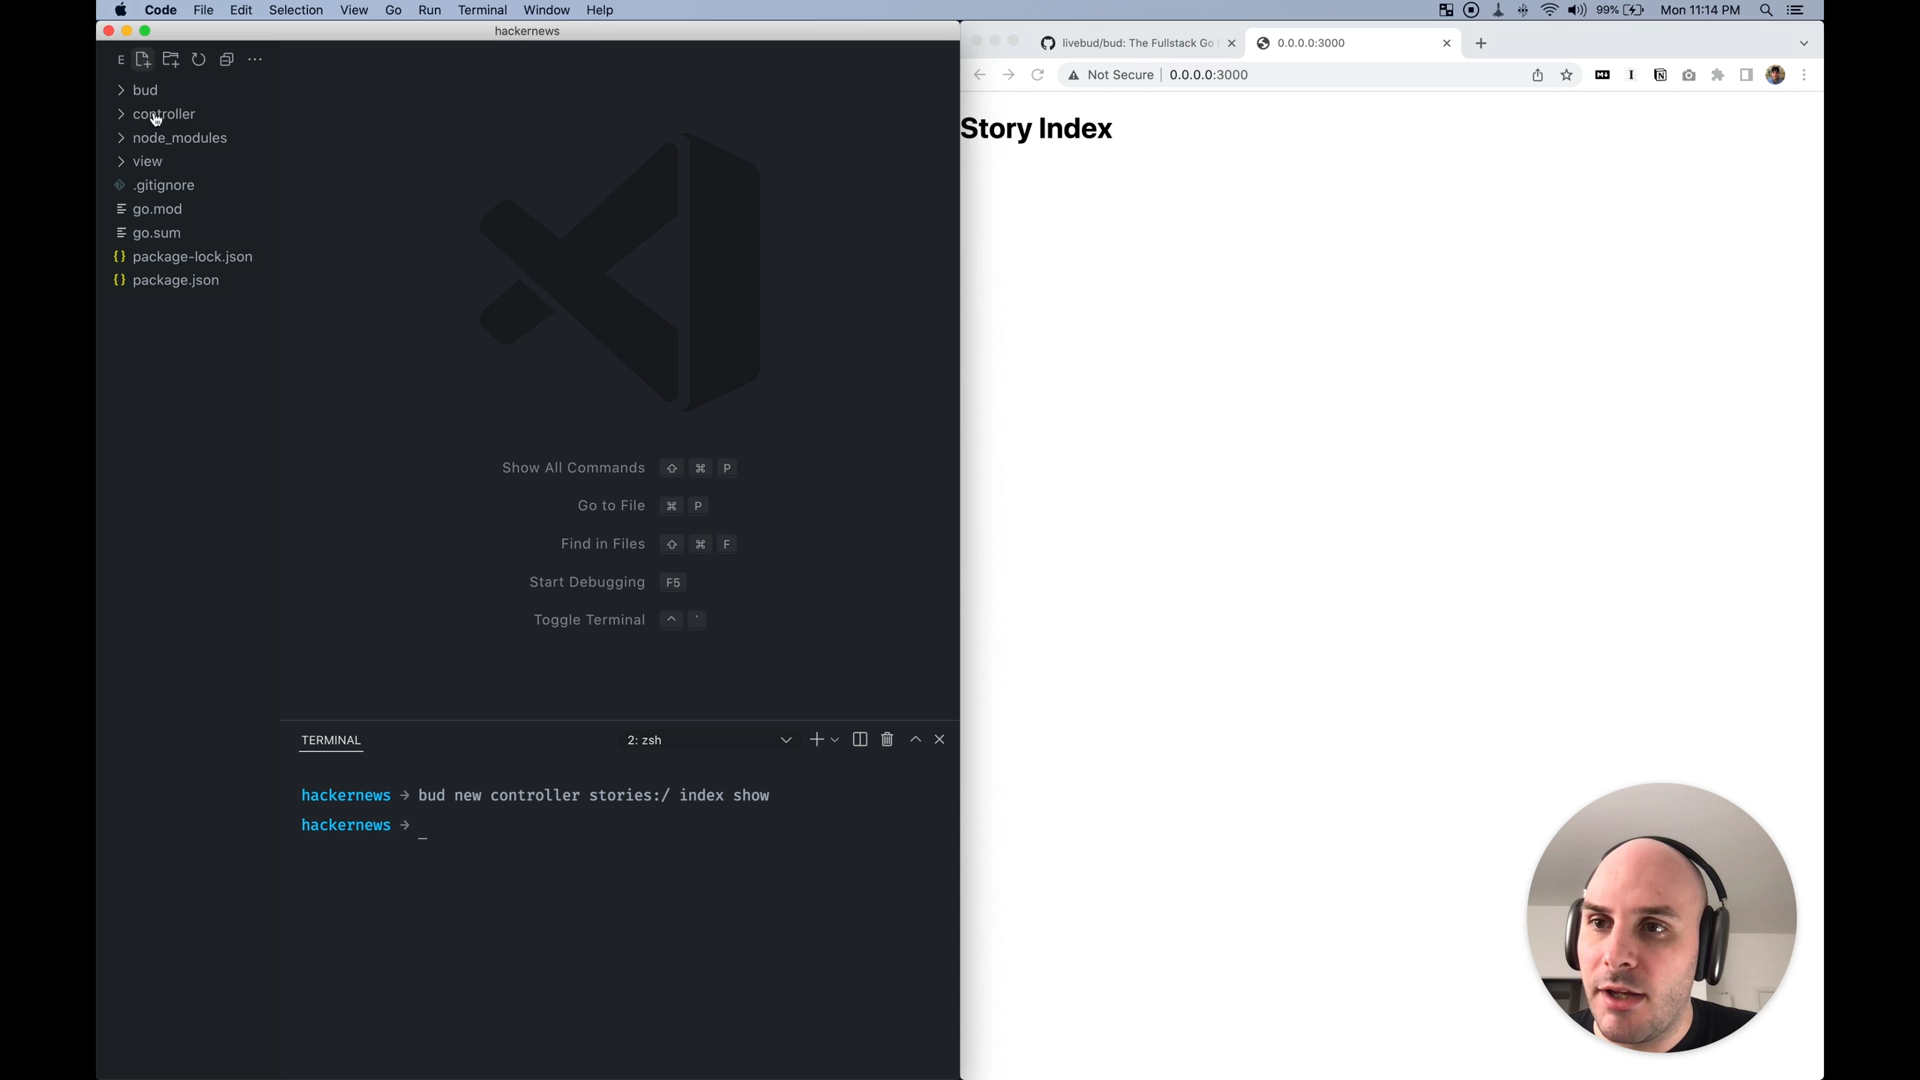 Code File Edit Selection View Go Run Terminal Window Help
99% Mon 11:14 PM
hackernews
E
bud
controller
node_modules
view
.gitignore
go.mod
go.sum
{} package-lock.json
{} package.json
Show All Commands ⇧ ⌘ P
Go to File ⌘ P
Find in Files ⇧ ⌘ F
Start Debugging F5
Toggle Terminal ^ `
TERMINAL
2: zsh
hackernews → bud new controller stories:/ index show
hackernews → _
livebud/bud: The Fullstack Go
0.0.0.0:3000
Not Secure | 0.0.0.0:3000
Story Index